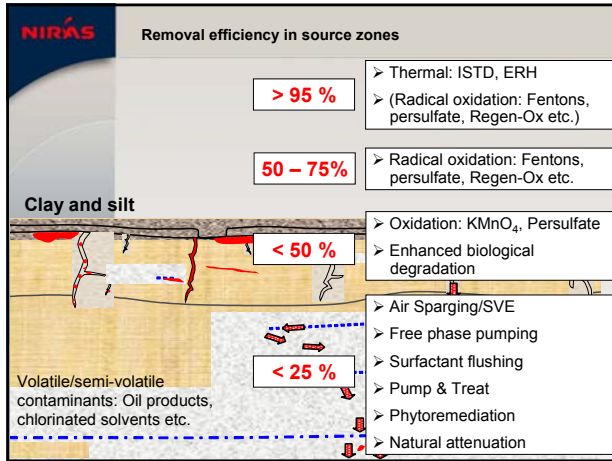 NIRAS
Removal efficiency in source zones
> 95 %
➢ Thermal: ISTD, ERH
➢ (Radical oxidation: Fentons,
persulfate, Regen-Ox etc.)
50 – 75%
➢ Radical oxidation: Fentons,
persulfate, Regen-Ox etc.
Clay and silt
< 50 %
➢ Oxidation: KMnO₄, Persulfate
➢ Enhanced biological
degradation
< 25 %
➢ Air Sparging/SVE
➢ Free phase pumping
➢ Surfactant flushing
➢ Pump & Treat
➢ Phytoremediation
➢ Natural attenuation
Volatile/semi-volatile
contaminants: Oil products,
chlorinated solvents etc.